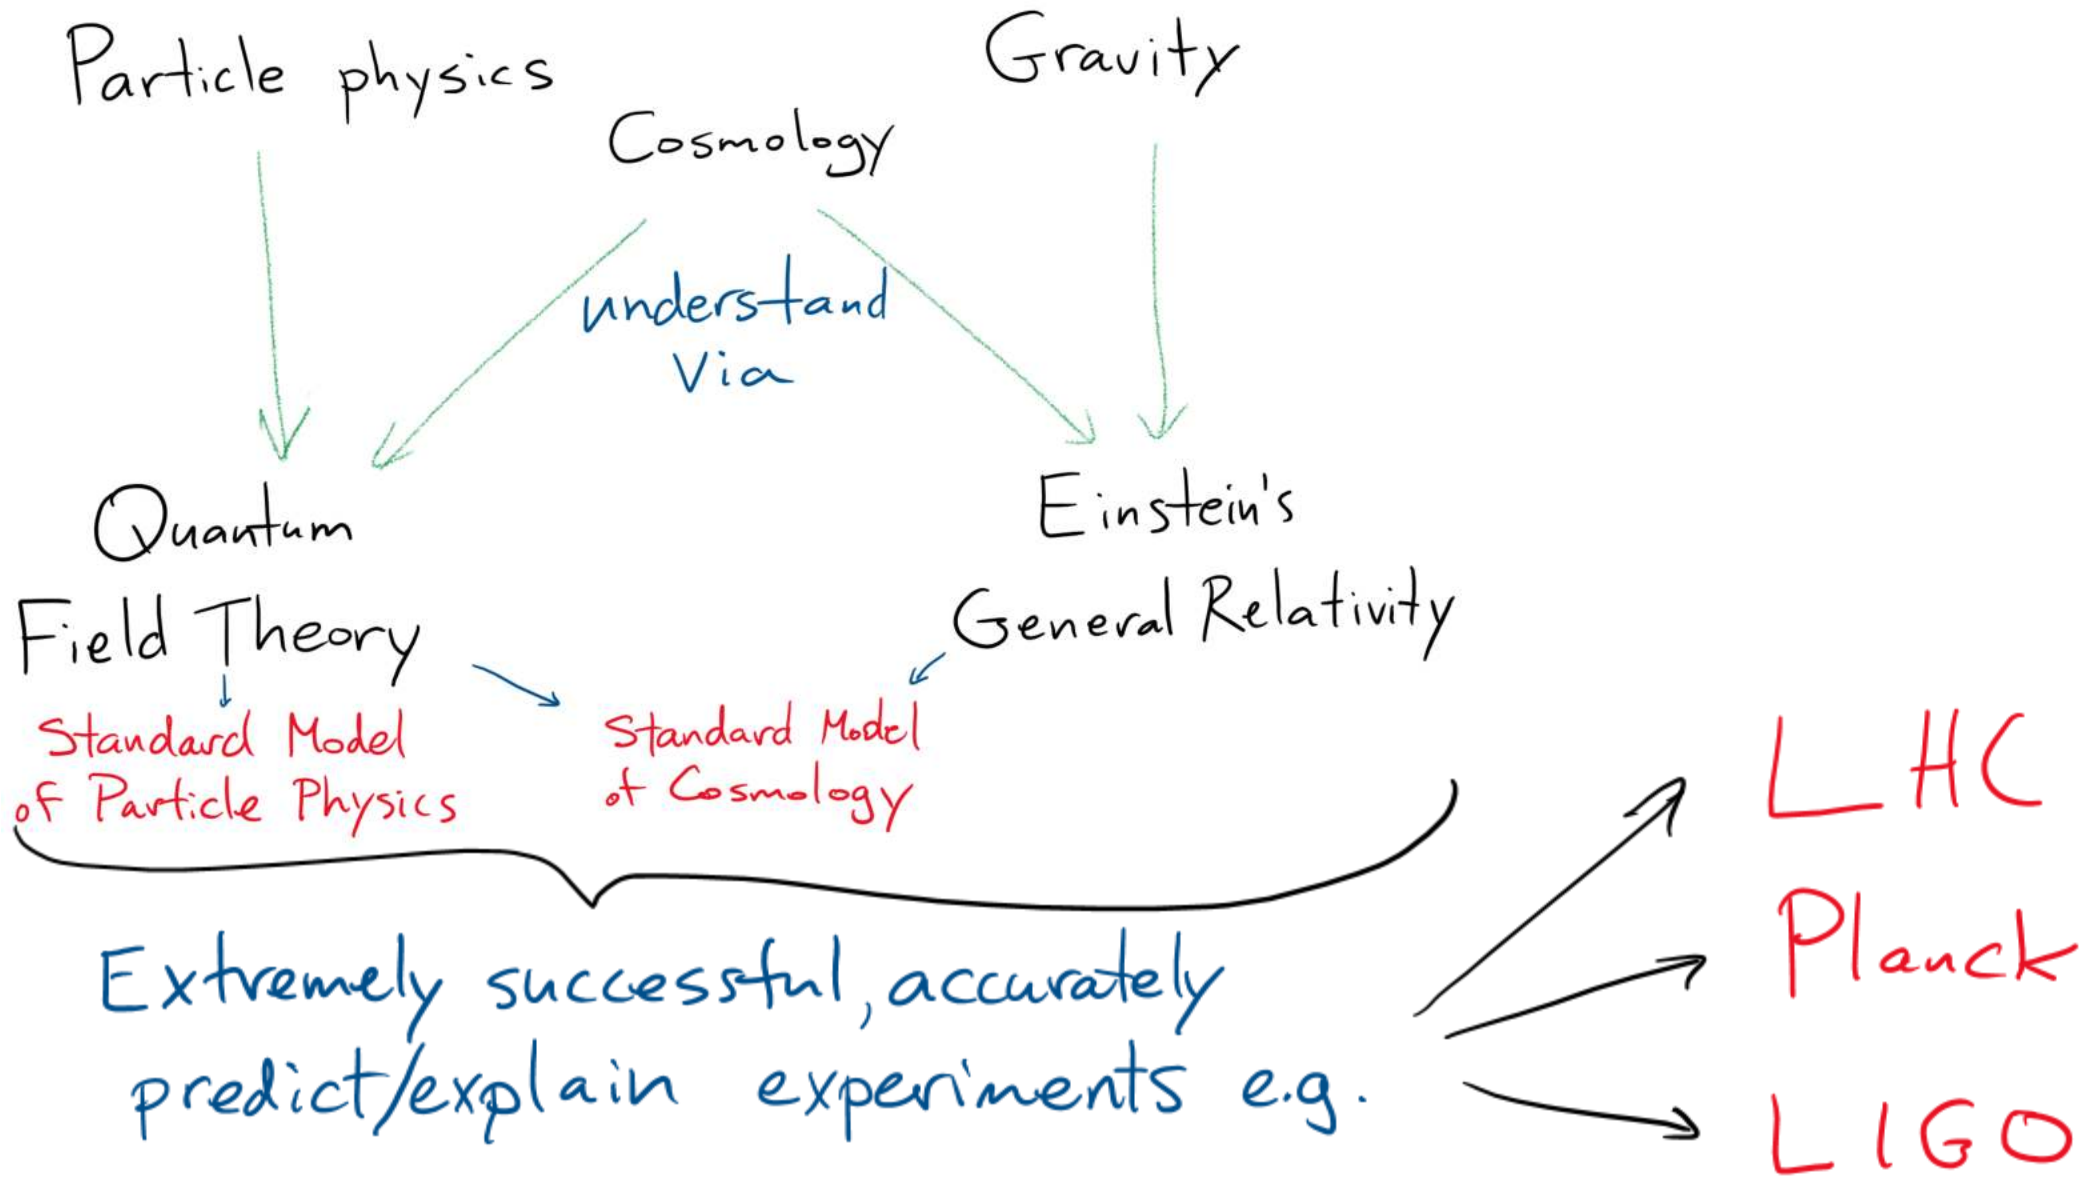 Particle physics
Gravity
Cosmology
understand
Via
Quantum
Field Theory
Einstein's
General Relativity
Standard Model
of Particle Physics
Standard Model
of Cosmology
Extremely successful, accurately
predict/explain experiments e.g.
LHC
Planck
LIGO